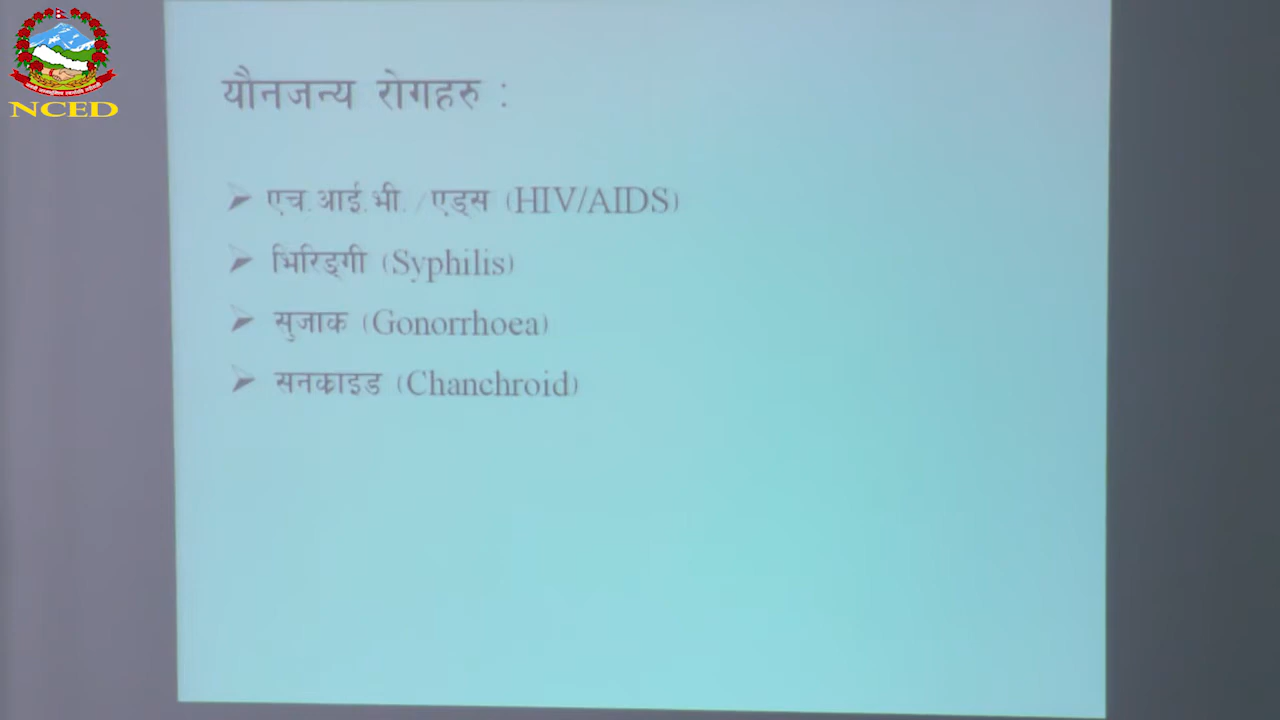 NCED
यौनजन्य रोगहरु :
एच.आई.भी. /एड्स (HIV/AIDS)
भिरिङ्गी (Syphilis)
सुजाक (Gonorrhoea)
सनकाइड (Chanchroid)